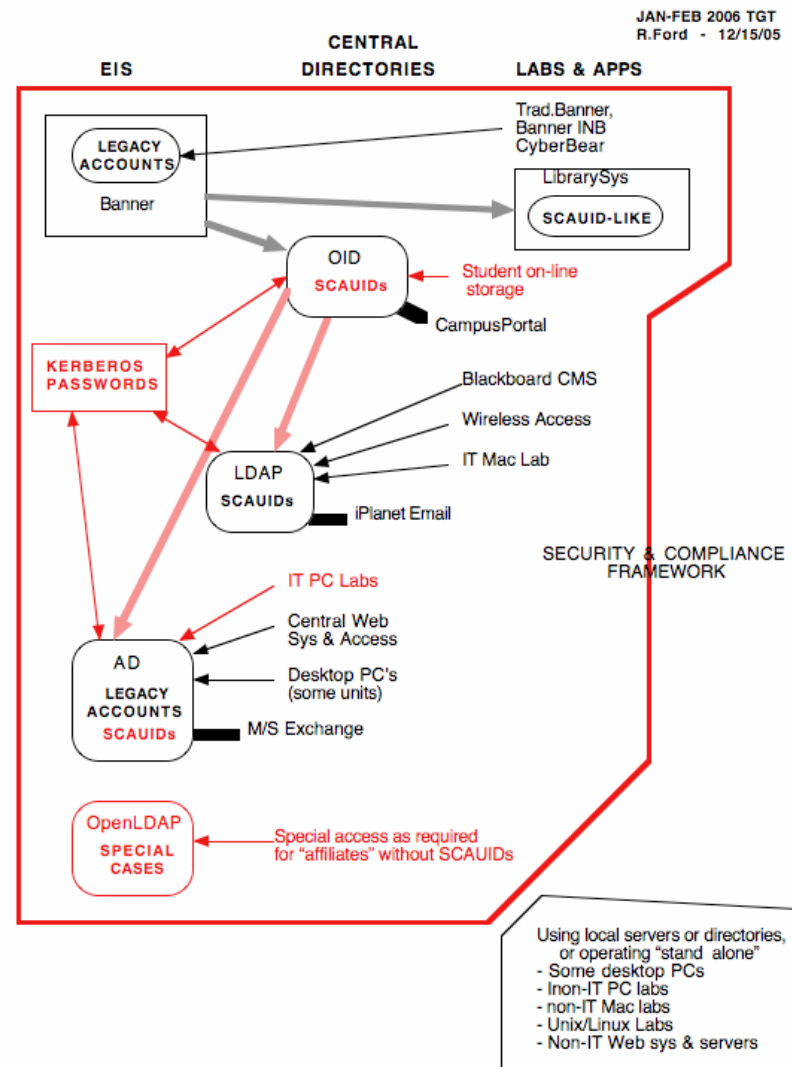 JAN-FEB 2006 TGT
R.Ford - 12/15/05
EIS
CENTRAL
DIRECTORIES
LABS & APPS
LEGACY
ACCOUNTS
Banner
Trad.Banner,
Banner INB
CyberBear
LibrarySys
SCAUID-LIKE
OID
SCAUIDs
Student on-line
storage
CampusPortal
KERBEROS
PASSWORDS
Blackboard CMS
Wireless Access
IT Mac Lab
LDAP
SCAUIDs
iPlanet Email
SECURITY & COMPLIANCE
FRAMEWORK
IT PC Labs
Central Web
Sys & Access
Desktop PC's
(some units)
AD
LEGACY
ACCOUNTS
SCAUIDs
M/S Exchange
OpenLDAP
SPECIAL
CASES
Special access as required
for “affiliates” without SCAUIDs
Using local servers or directories,
or operating “stand alone”
- Some desktop PCs
- Inon-IT PC labs
- non-IT Mac labs
- Unix/Linux Labs
- Non-IT Web sys & servers